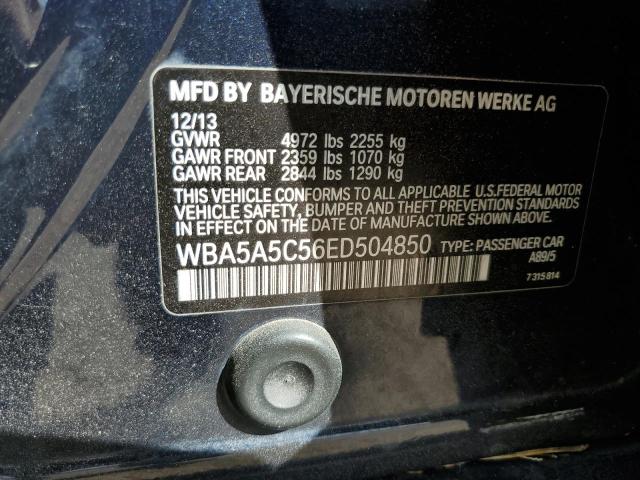 MFD BY BAYERISCHE MOTOREN WERKE AG
12/13
GVWR 4972 lbs 2255 kg
GAWR FRONT 2359 lbs 1070 kg
GAWR REAR 2844 lbs 1290 kg
THIS VEHICLE CONFORMS TO ALL APPLICABLE U.S.FEDERAL MOTOR
VEHICLE SAFETY, BUMPER AND THEFT PREVENTION STANDARDS
IN EFFECT ON THE DATE OF MANUFACTURE SHOWN ABOVE.
WBA5A5C56ED504850 TYPE: PASSENGER CAR
A89/5
7315814